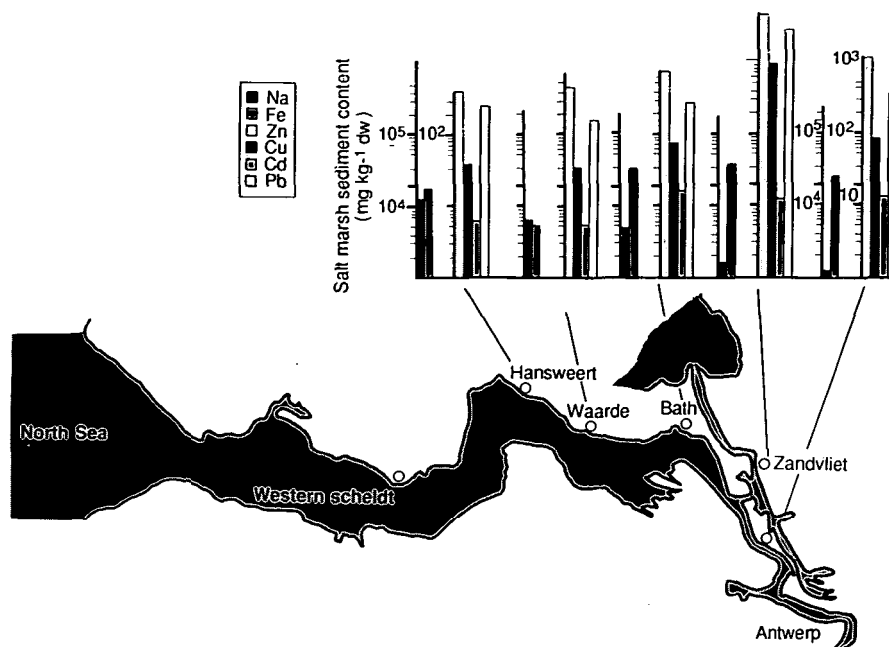 Na
Fe
Zn
Cu
Cd
Pb
Salt marsh sediment content
(mg kg-1 dw)
10⁵
10⁴
10²
10⁵
10⁴
10³
10²
10
Hansweert
Waarde
Bath
Zandvliet
North Sea
Western scheldt
Antwerp